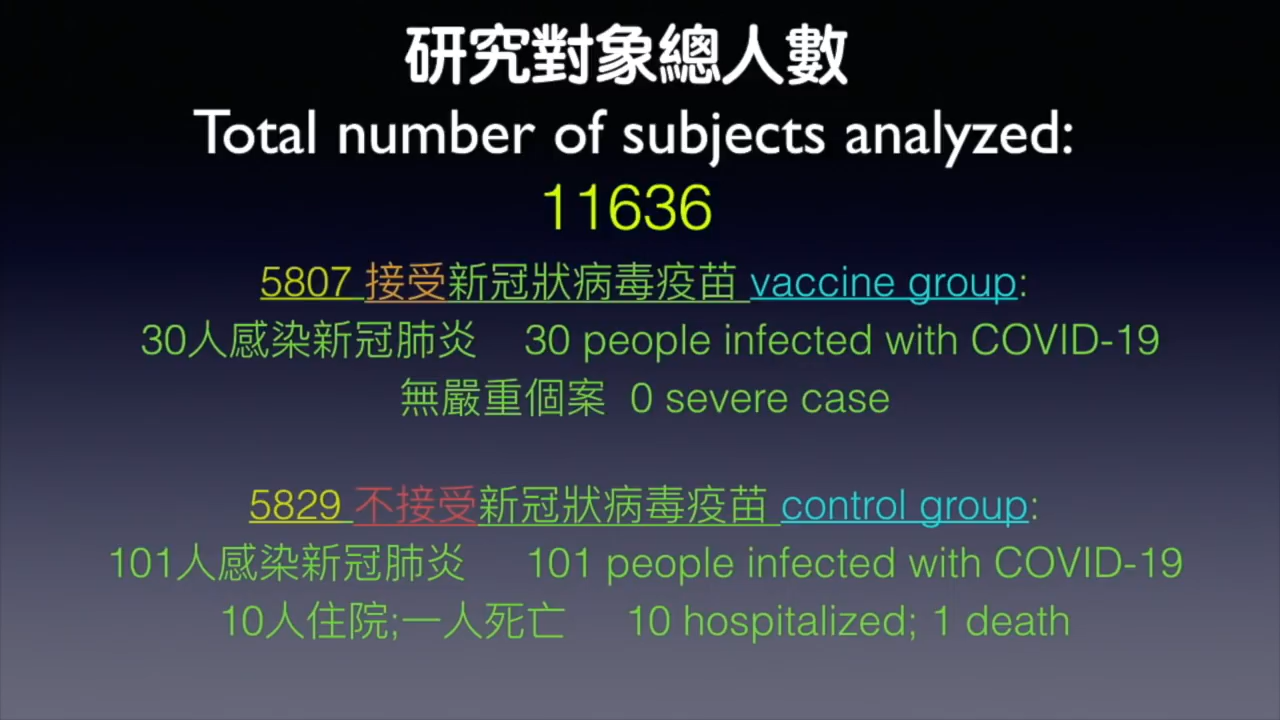 研究對象總人數
Total number of subjects analyzed:
11636
5807 接受新冠狀病毒疫苗 vaccine group:
30人感染新冠肺炎 30 people infected with COVID-19
無嚴重個案 0 severe case
5829 不接受新冠狀病毒疫苗 control group:
101人感染新冠肺炎 101 people infected with COVID-19
10人住院;一人死亡 10 hospitalized; 1 death